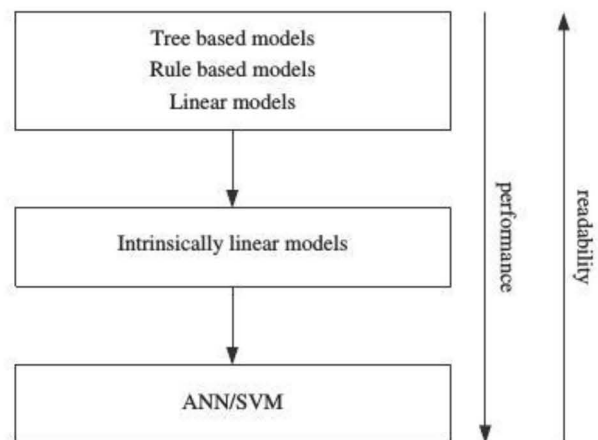 Tree based models
Rule based models
Linear models
Intrinsically linear models
ANN/SVM
performance
readability